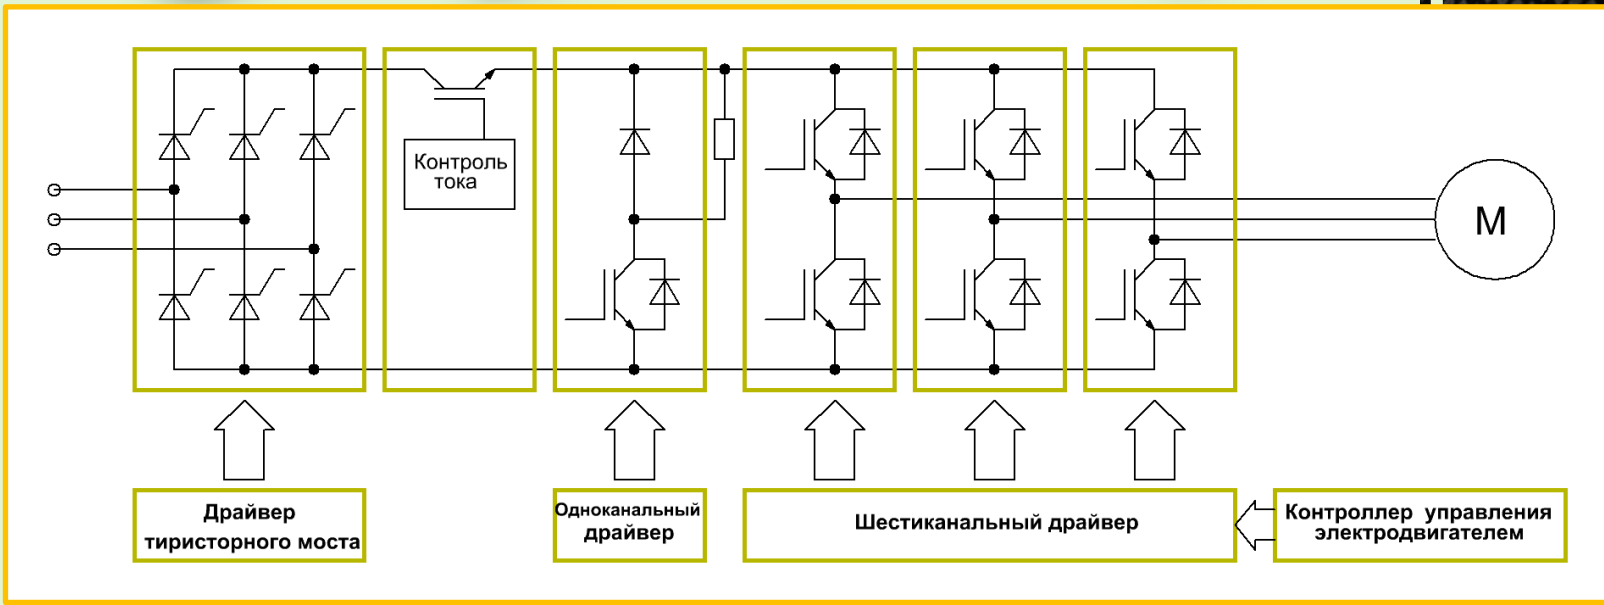 Контроль
тока
M
Драйвер
тиристорного моста
Одноканальный
драйвер
Шестиканальный драйвер
Контроллер управления
электродвигателем